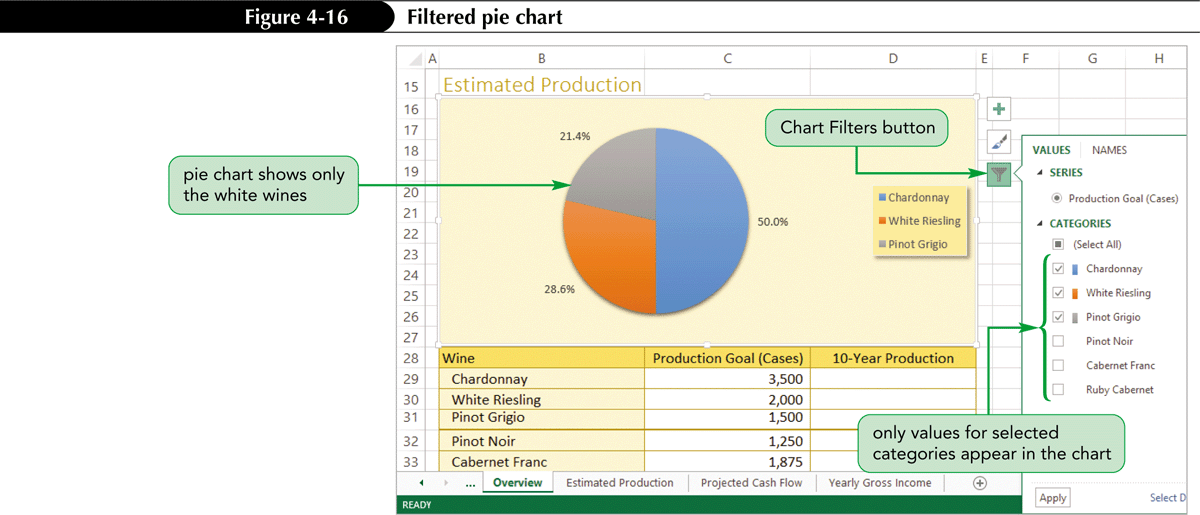 Figure 4-16 Filtered pie chart
A B C D E F G H
15 Estimated Production
16
17
18
19
20
21
22
23
24
25
26
27
21.4%
50.0%
28.6%
Chardonnay
White Riesling
Pinot Grigio
pie chart shows only
the white wines
Chart Filters button
VALUES NAMES
SERIES
Production Goal (Cases)
CATEGORIES
(Select All)
Chardonnay
White Riesling
Pinot Grigio
Pinot Noir
Cabernet Franc
Ruby Cabernet
only values for selected
categories appear in the chart
28 Wine Production Goal (Cases) 10-Year Production
29 Chardonnay 3,500
30 White Riesling 2,000
31 Pinot Grigio 1,500
32 Pinot Noir 1,250
33 Cabernet Franc 1,875
... Overview Estimated Production Projected Cash Flow Yearly Gross Income
READY
Apply Select D